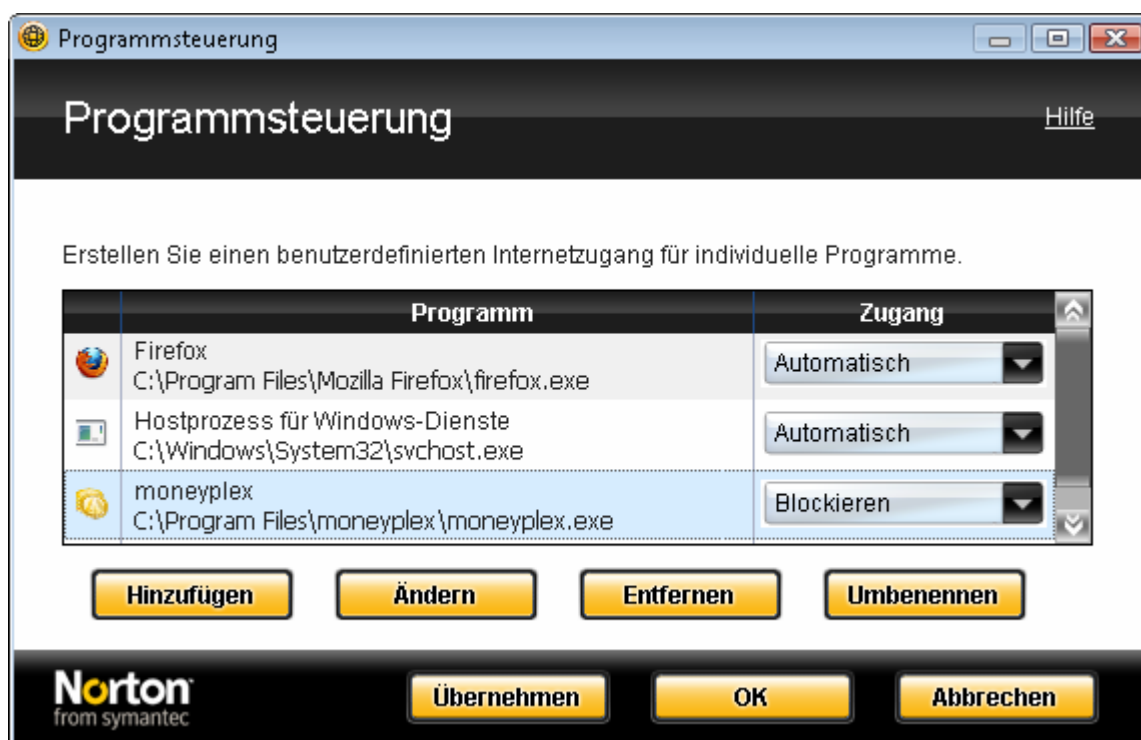 Programmsteuerung
Programmsteuerung
Hilfe
Erstellen Sie einen benutzerdefinierten Internetzugang für individuelle Programme.
Programm Zugang
Firefox
C:\Program Files\Mozilla Firefox\firefox.exe
Automatisch
Hostprozess für Windows-Dienste
C:\Windows\System32\svchost.exe
Automatisch
moneyplex
C:\Program Files\moneyplex\moneyplex.exe
Blockieren
Hinzufügen Ändern Entfernen Umbenennen
Norton
from symantec
Übernehmen OK Abbrechen